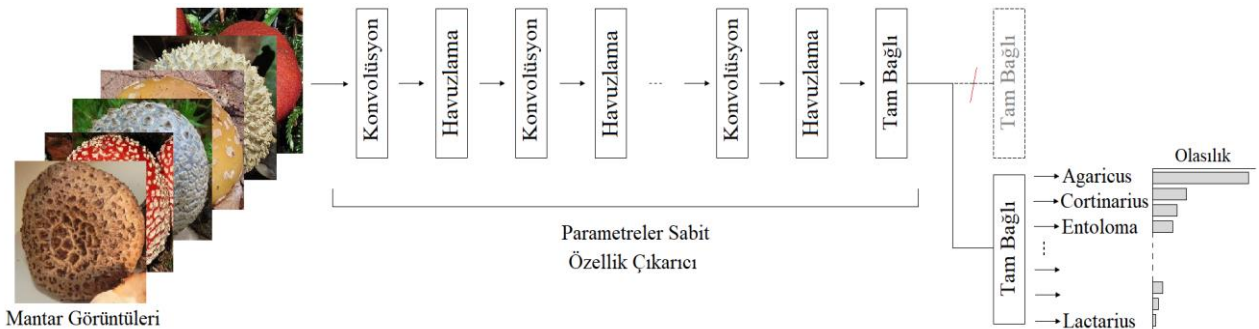 Konvolüsyon
Havuzlama
Konvolüsyon
Havuzlama
...
Konvolüsyon
Havuzlama
Tam Bağlı
Tam Bağlı
Parametreler Sabit
Özellik Çıkarıcı
Mantar Görüntüleri
Tam Bağlı
Olasılık
Agaricus
Cortinarius
Entoloma
Lactarius